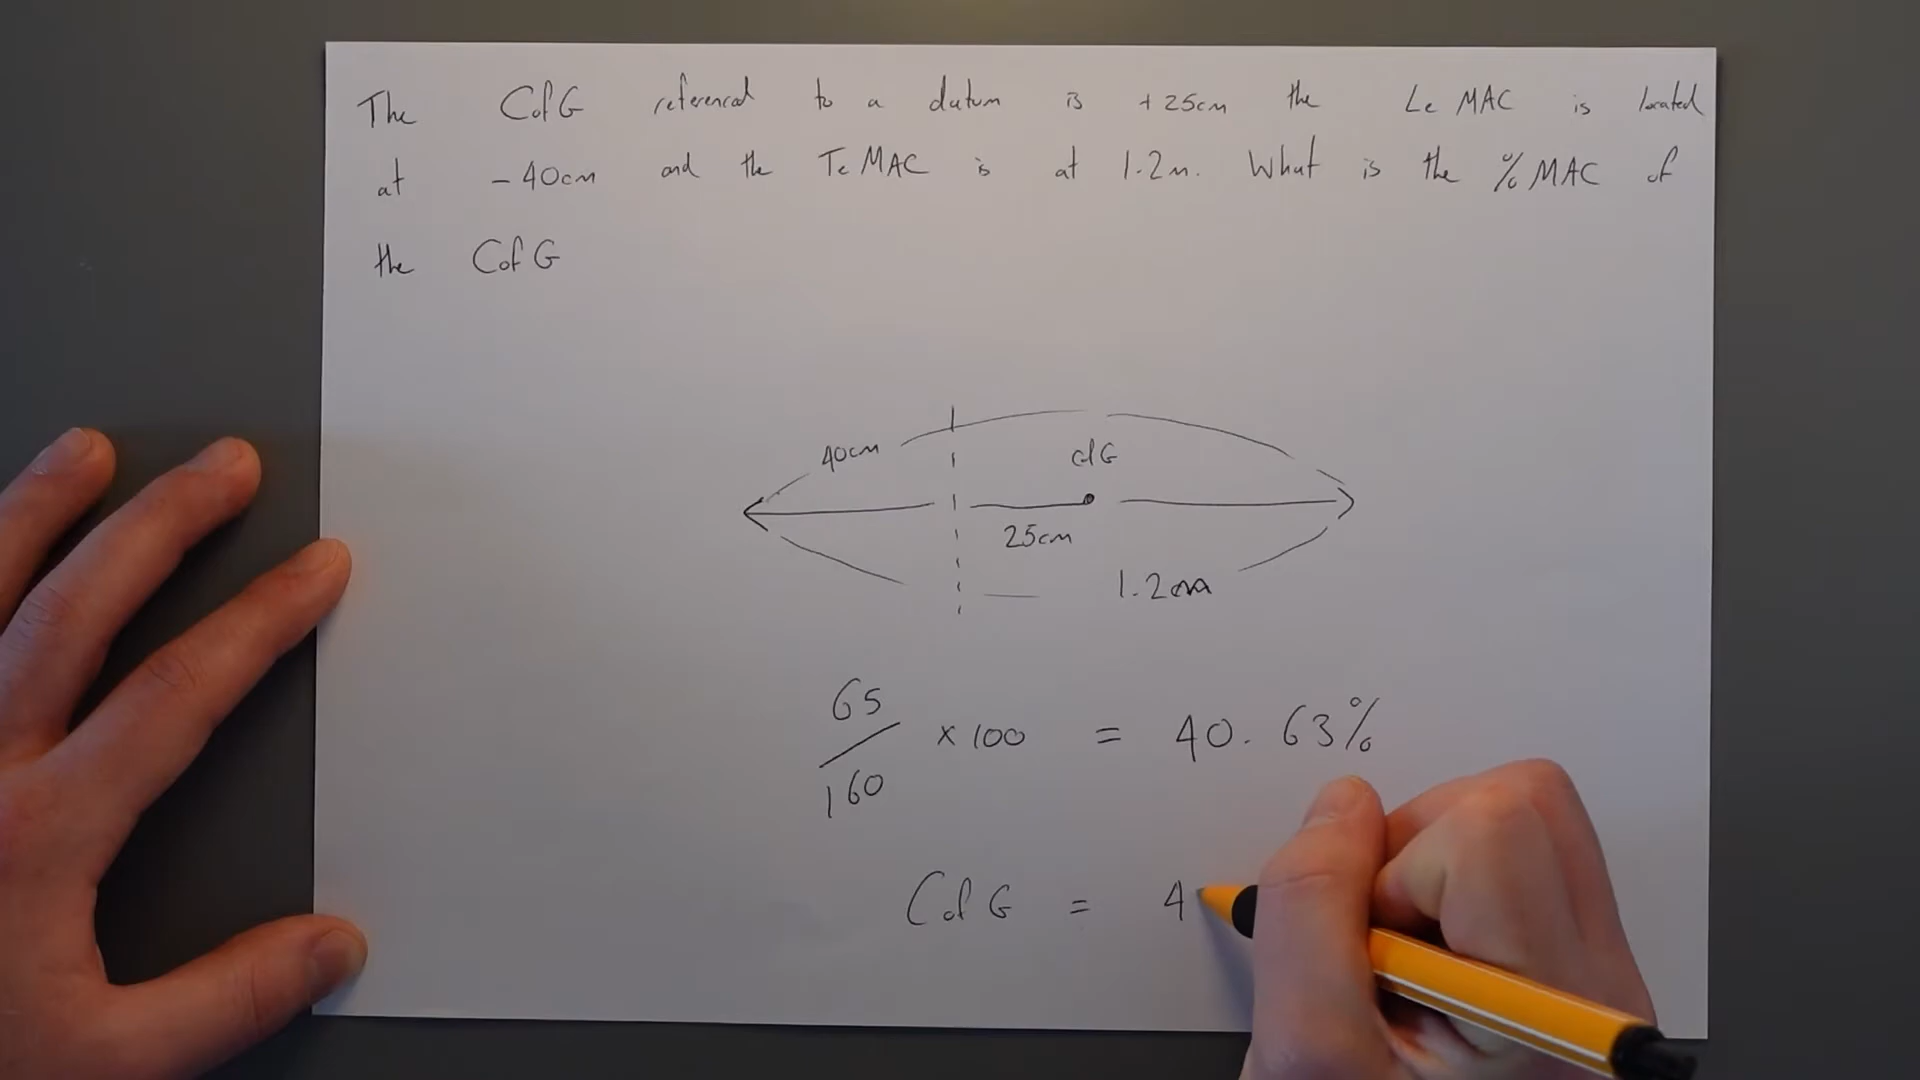 The CofG referenced to a datum is +25cm the Le MAC is located
at -40cm and the Te MAC is at 1.2m. What is the %MAC of
the CofG
40cm
CofG
25cm
1.2m
65
/160 × 100 = 40.63%
CofG = 4